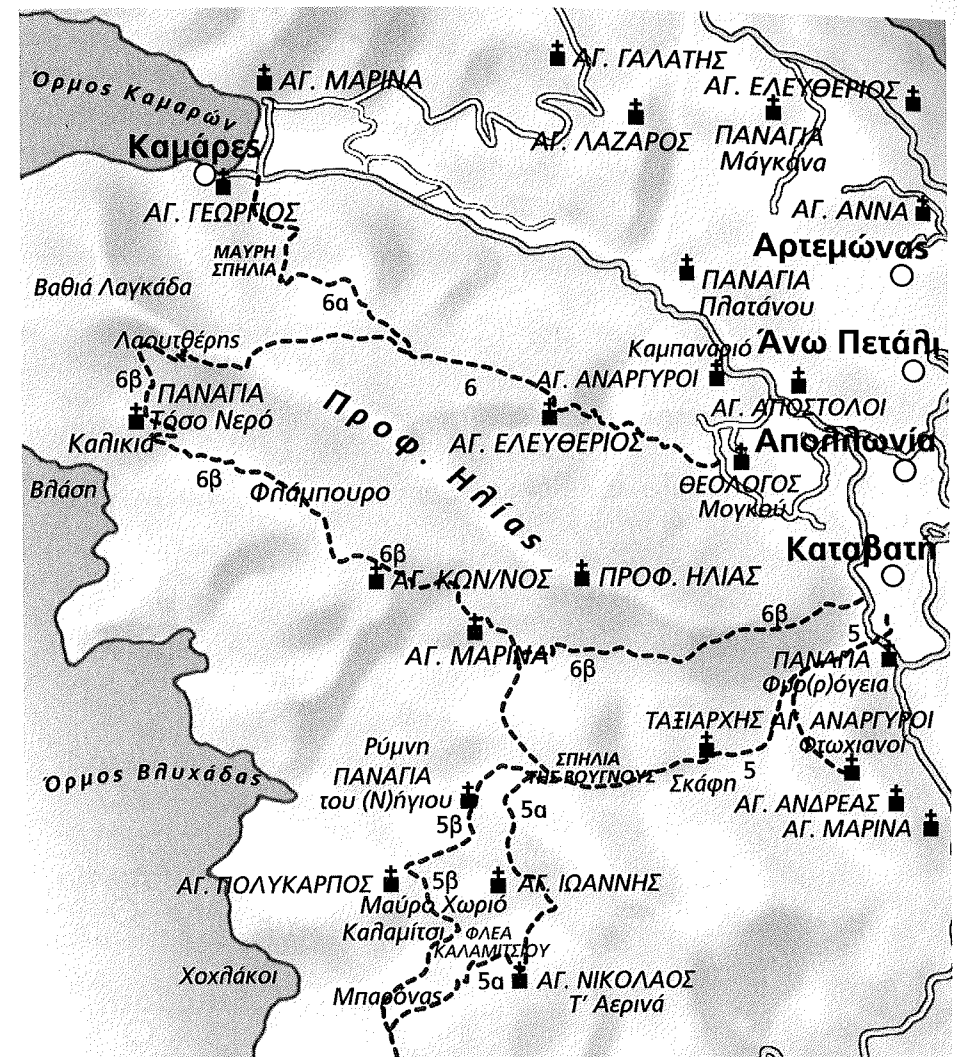 ΑΓ. ΓΑΛΑΤΗΣ
Όρμος Καμαρών
ΑΓ. ΜΑΡΙΝΑ
ΑΓ. ΕΛΕΥΘΕΡΙΟΣ
ΑΓ. ΛΑΖΑΡΟΣ
ΠΑΝΑΓΙΑ
Μάγκανα
Καμάρες
ΑΓ. ΓΕΩΡΓΙΟΣ
ΑΓ. ΑΝΝΑ
Αρτεμώνας
ΜΑΥΡΗ
ΣΠΗΛΙΑ
Βαθιά Λαγκάδα
6α
ΠΑΝΑΓΙΑ
Πλατάνου
Λαουτθέρης
Καμπαναριό
Άνω Πετάλι
6β
ΠΑΝΑΓΙΑ
Τόσο Νερό
6
ΑΓ. ΑΝΑΡΓΥΡΟΙ
ΑΓ. ΑΠΟΣΤΟΛΟΙ
Προφ. Ηλίας
ΑΓ. ΕΛΕΥΘΕΡΙΟΣ
Απολλωνία
Καλικιά
6β
Φλάμπουρο
ΘΕΟΛΟΓΟΣ
Μογκού
Βλάση
Καταβατή
6β
ΑΓ. ΚΩΝ/ΝΟΣ
ΠΡΟΦ. ΗΛΙΑΣ
6β
5
ΑΓ. ΜΑΡΙΝΑ
6β
ΠΑΝΑΓΙΑ
Φυρ(ρ)όγεια
ΤΑΞΙΑΡΧΗΣ
ΑΓ. ΑΝΑΡΓΥΡΟΙ
Φτωχιανοί
Ρύμνη
ΠΑΝΑΓΙΑ
του (Ν)ήγιου
ΣΠΗΛΙΑ
ΤΗΣ ΒΟΥΓΝΟΥΣ
Σκάφη
5
Όρμος Βλυχάδας
5β
5α
ΑΓ. ΑΝΔΡΕΑΣ
ΑΓ. ΜΑΡΙΝΑ
ΑΓ. ΠΟΛΥΚΑΡΠΟΣ
5β
ΑΓ. ΙΩΑΝΝΗΣ
Μαύρο Χωριό
Καλαμίτσι
ΦΛΕΑ
ΚΑΛΑΜΙΤΣΙΟΥ
Χοχλάκοι
5α
ΑΓ. ΝΙΚΟΛΑΟΣ
Τ' Αερινά
Μπαρόνας